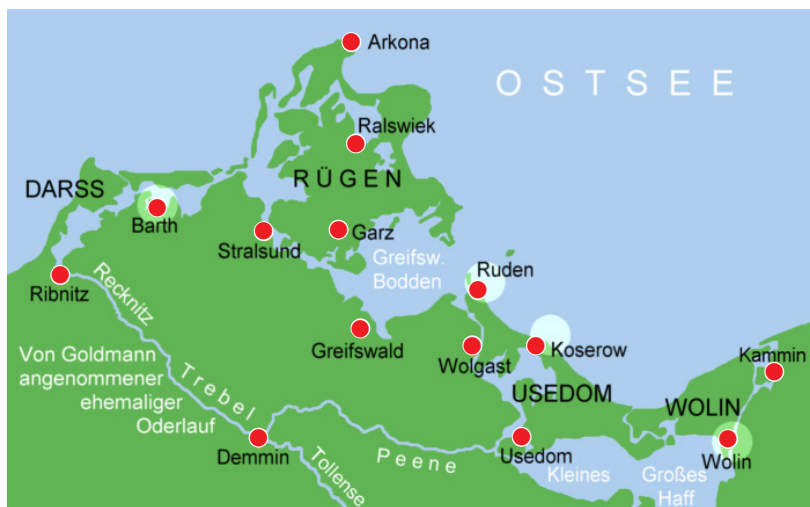 Arkona
OSTSEE
Ralswiek
RÜGEN
DARSS
Barth
Stralsund
Garz
Greifsw.
Bodden
Ruden
Ribnitz
Recknitz
Greifswald
Wolgast
Koserow
Kammin
Von Goldmann
angenommener
ehemaliger
Oderlauf
Trebel
USEDOM
WOLIN
Demmin
Tollense
Peene
Usedom
Kleines
Großes
Haff
Wolin